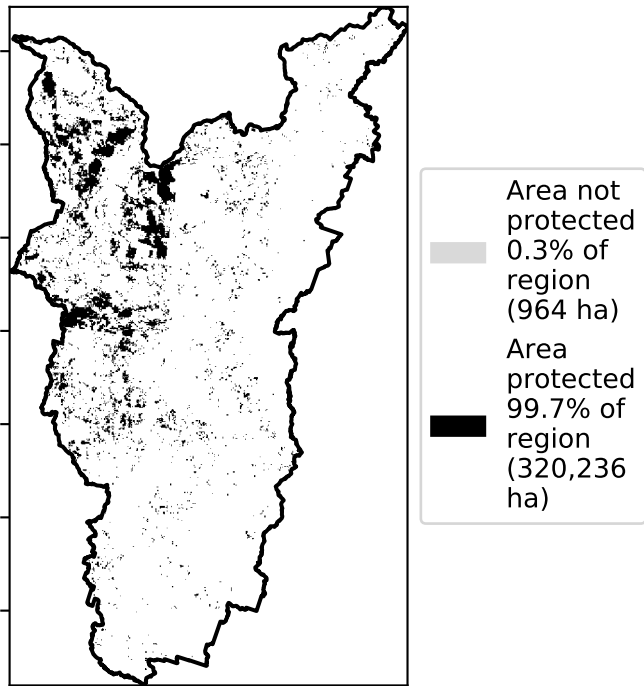 Area not
protected
0.3% of
region
(964 ha)
Area
protected
99.7% of
region
(320,236
ha)